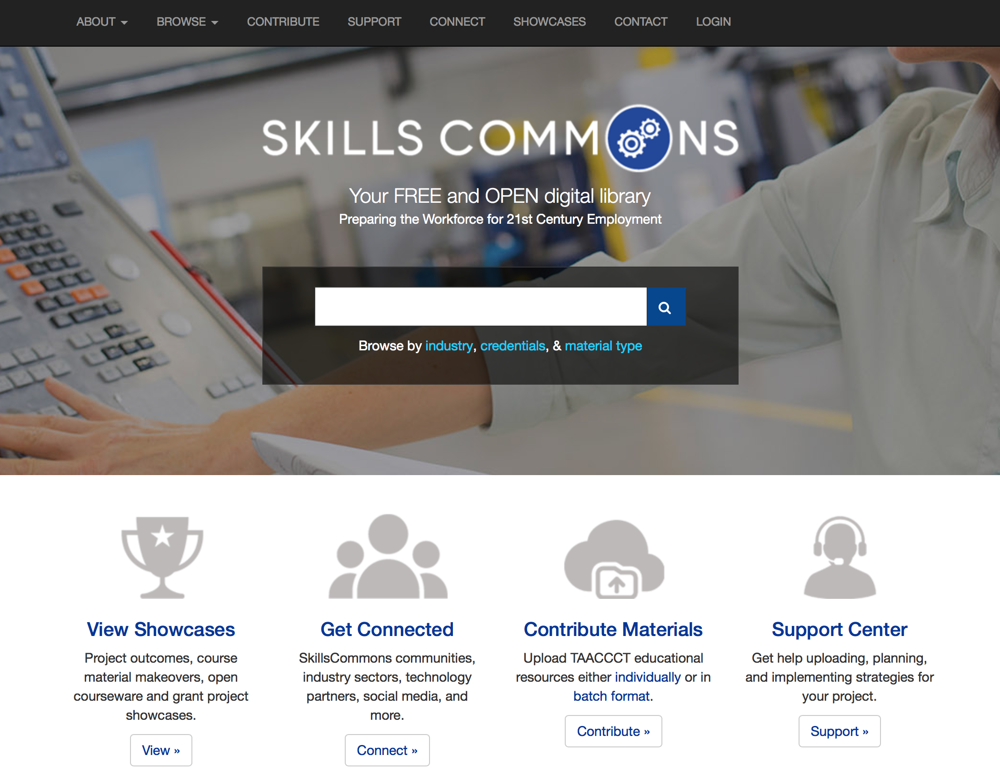 ABOUT BROWSE CONTRIBUTE SUPPORT CONNECT SHOWCASES CONTACT LOGIN
SKILLS COMMONS
Your FREE and OPEN digital library
Preparing the Workforce for 21st Century Employment
Browse by industry, credentials, & material type
View Showcases
Project outcomes, course
material makeovers, open
courseware and grant project
showcases.
View »
Get Connected
SkillsCommons communities,
industry sectors, technology
partners, social media, and
more.
Connect »
Contribute Materials
Upload TAACCCT educational
resources either individually or in
batch format.
Contribute »
Support Center
Get help uploading, planning,
and implementing strategies for
your project.
Support »